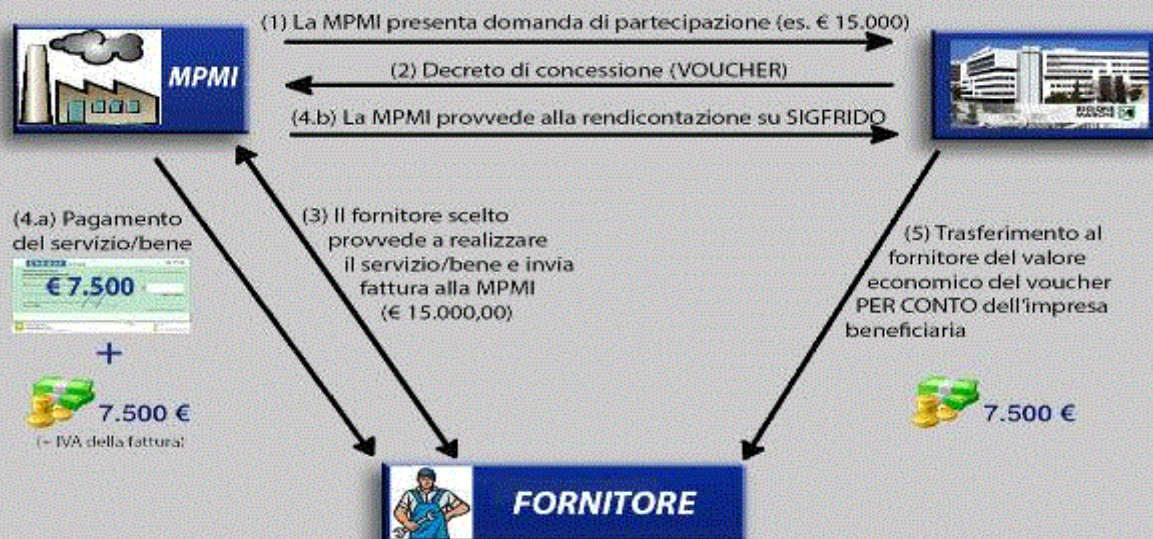 (1) La MPMI presenta domanda di partecipazione (es. € 15.000)
MPMI
(2) Decreto di concessione (VOUCHER)
(4.b) La MPMI provvede alla rendicontazione su SIGFRIDO
REGIONE
MARCHE
(4.a) Pagamento
del servizio/bene
€ 7.500
+
7.500 €
(+ IVA della fattura)
(3) Il fornitore scelto
provvede a realizzare
il servizio/bene e invia
fattura alla MPMI
(€ 15.000,00)
(5) Trasferimento al
fornitore del valore
economico del voucher
PER CONTO dell'impresa
beneficiaria
7.500 €
FORNITORE